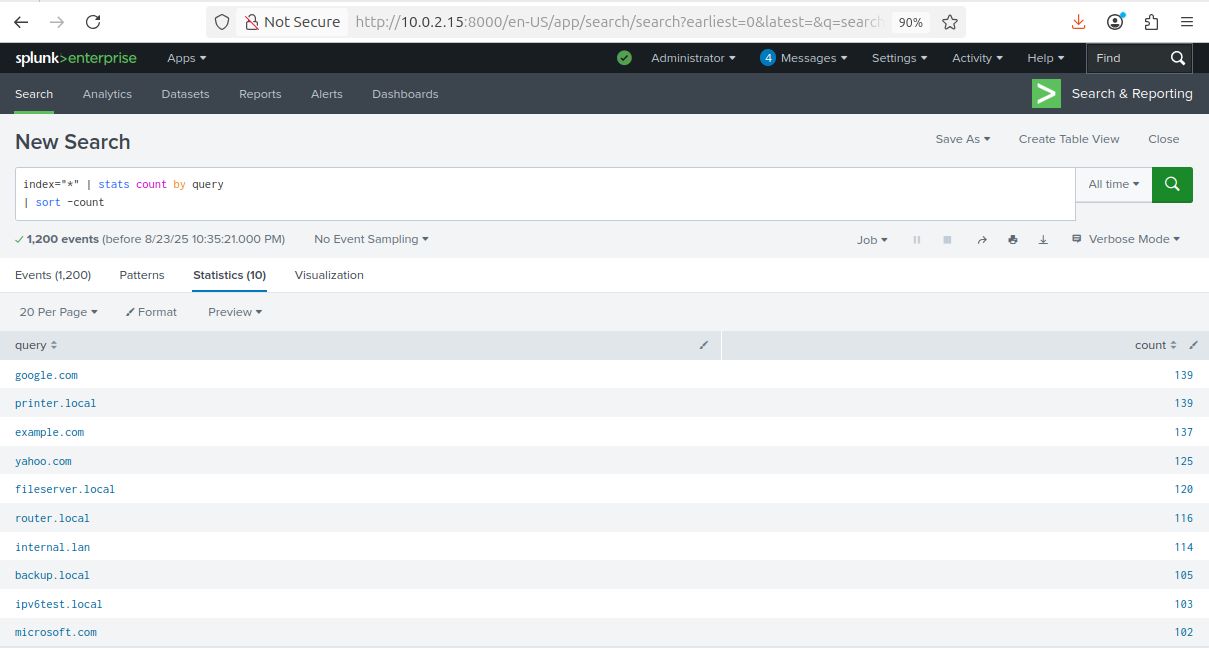 Not Secure http://10.0.2.15:8000/en-US/app/search/search?earliest=0&latest=&q=search 90%
splunk>enterprise Apps Administrator 4 Messages Settings Activity Help Find
Search Analytics Datasets Reports Alerts Dashboards > Search & Reporting
New Search Save As Create Table View Close
index="*" | stats count by query All time
| sort -count
1,200 events (before 8/23/25 10:35:21.000 PM) No Event Sampling Job Verbose Mode
Events (1,200) Patterns Statistics (10) Visualization
20 Per Page Format Preview
query count
google.com 139
printer.local 139
example.com 137
yahoo.com 125
fileserver.local 120
router.local 116
internal.lan 114
backup.local 105
ipv6test.local 103
microsoft.com 102